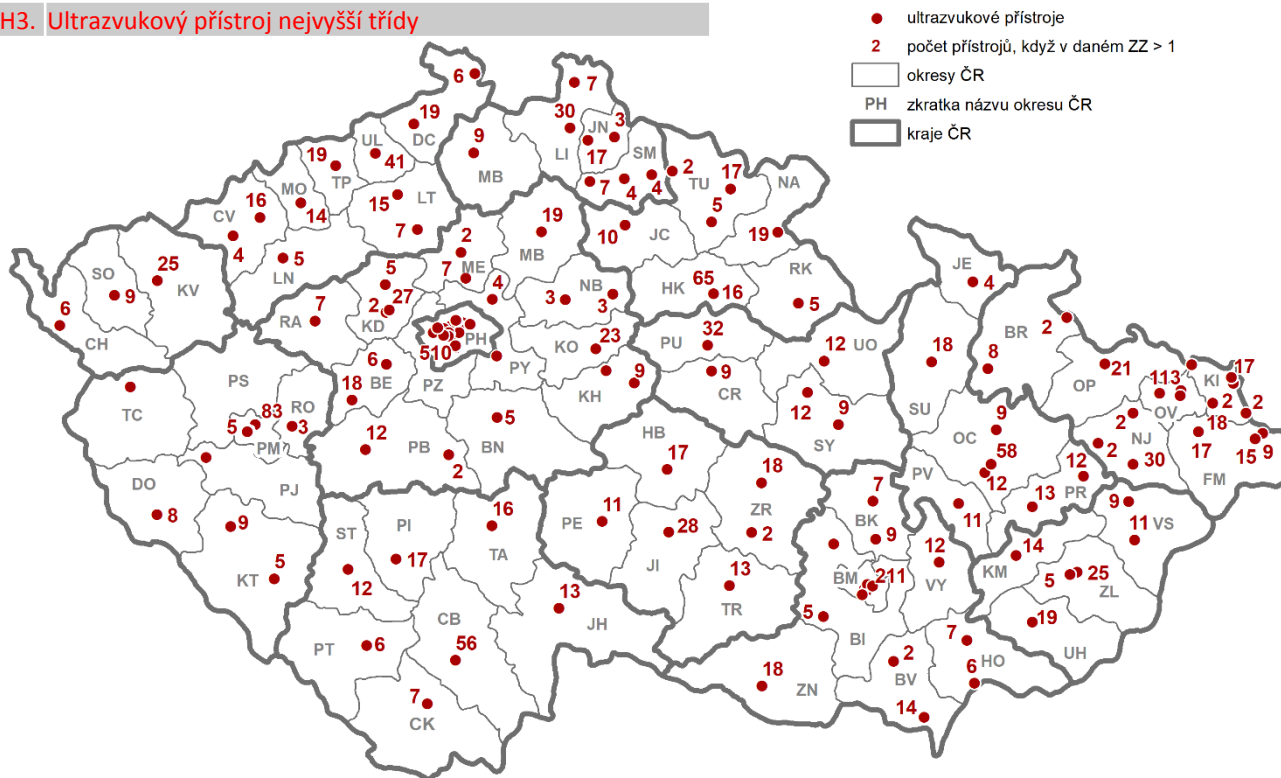 H3. Ultrazvukový přístroj nejvyšší třídy
ultrazvukové přístroje
2 počet přístrojů, když v daném ZZ > 1
okresy ČR
PH zkratka názvu okresu ČR
kraje ČR
6
7
19
DC
30
JN
3
UL
41
9
MB
LI
17
SM
19
TP
7
4
4
2
TU
17
NA
MO
14
15
LT
7
16
CV
4
5
LN
2
ME
7
19
MB
10
JC
5
19
RK
5
25
KV
SO
9
6
CH
5
2
27
KD
7
RA
4
NB
3
3
HK
65
16
JE
4
PH
510
KO
23
PU
32
UO
12
BR
2
8
6
BE
18
PZ
PY
KH
9
9
CR
12
9
SY
18
SU
OP
21
113
OV
KI
17
2
18
TC
PS
83
5
PM
RO
3
12
PB
2
5
BN
HB
17
9
OC
58
12
2
2
NJ
30
17
15
9
FM
DO
8
PJ
18
ZR
2
PV
11
12
PR
13
9
VS
11
9
KT
5
ST
12
PI
17
16
TA
PE
11
28
JI
7
BK
9
12
VY
14
KM
5
25
ZL
13
JH
13
TR
BM
211
5
BI
19
UH
PT
6
CB
56
7
CK
18
ZN
2
BV
14
7
HO
6